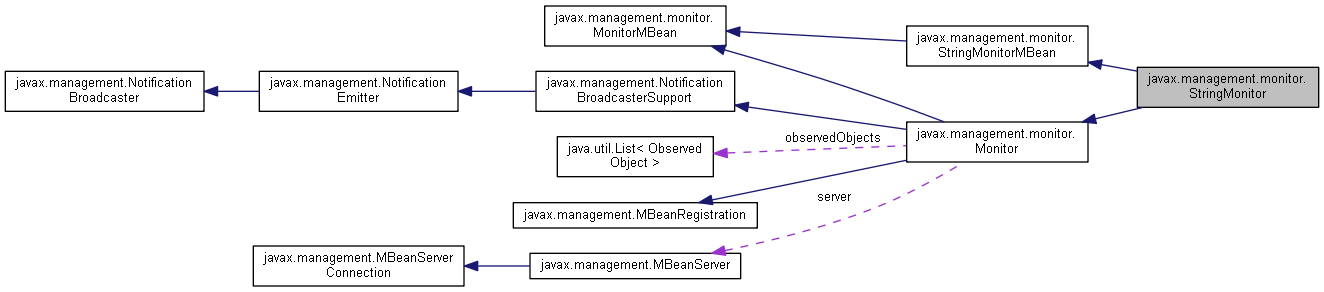 javax.management.monitor.
MonitorMBean
javax.management.monitor.
StringMonitorMBean
javax.management.monitor.
StringMonitor
javax.management.Notification
Broadcaster
javax.management.Notification
Emitter
javax.management.Notification
BroadcasterSupport
javax.management.monitor.
Monitor
observedObjects
java.util.List< Observed
Object >
server
javax.management.MBeanRegistration
javax.management.MBeanServer
Connection
javax.management.MBeanServer